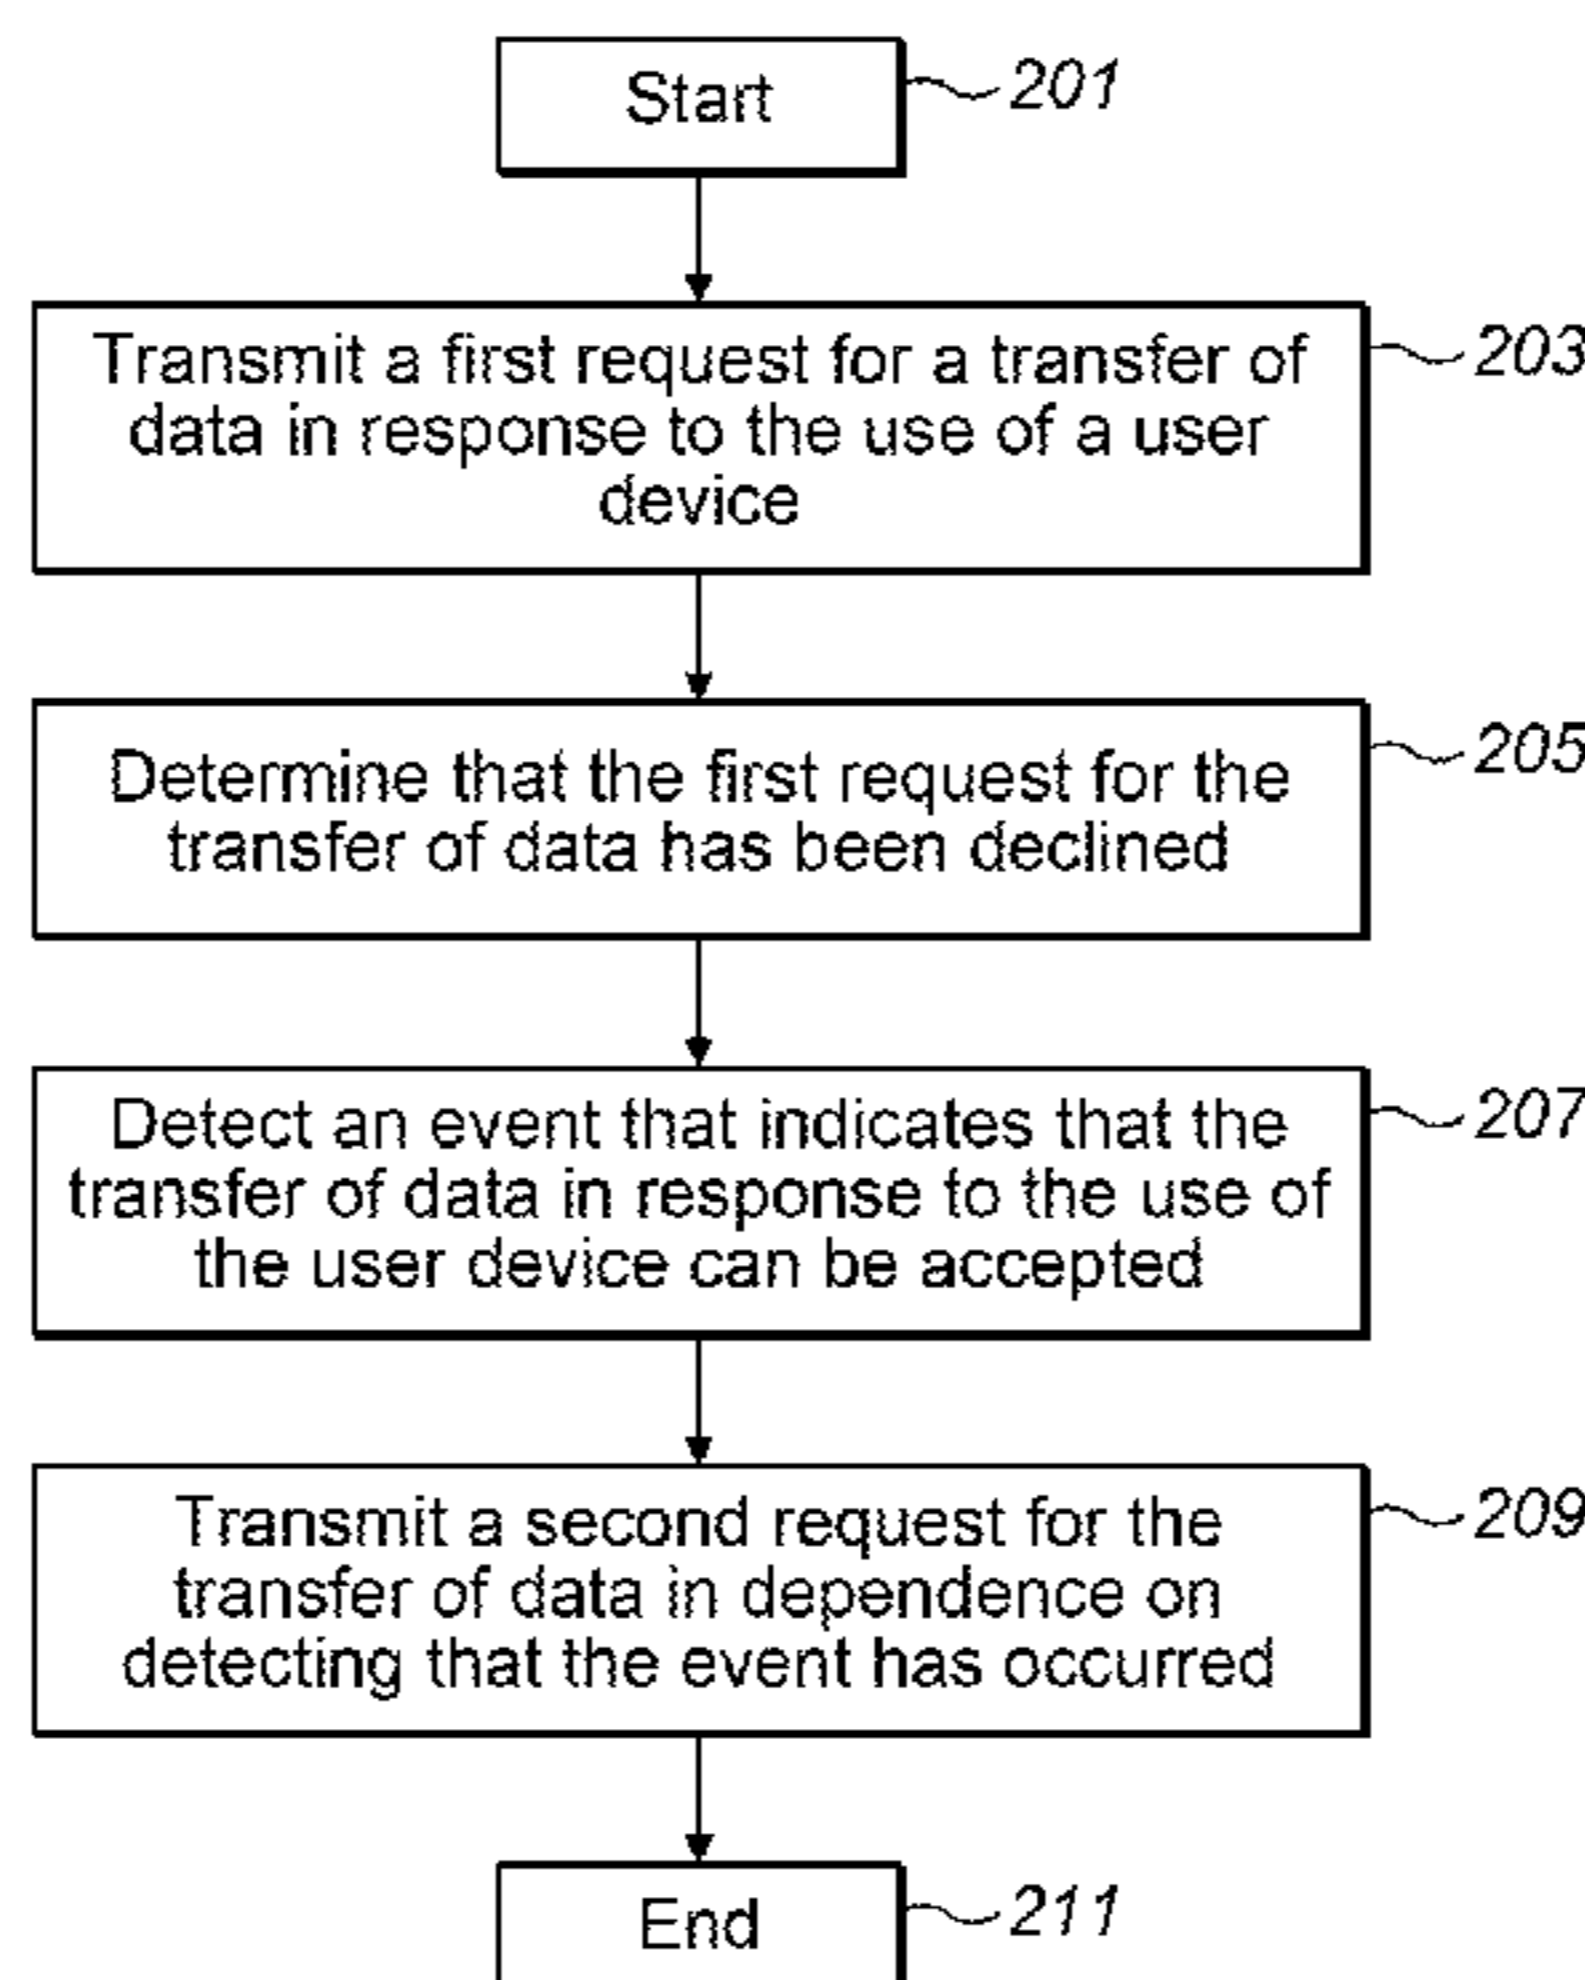 Start
201
Transmit a first request for a transfer of
data in response to the use of a user
device
203
Determine that the first request for the
transfer of data has been declined
205
Detect an event that indicates that the
transfer of data in response to the use of
the user device can be accepted
207
Transmit a second request for the
transfer of data in dependence on
detecting that the event has occurred
209
End
211